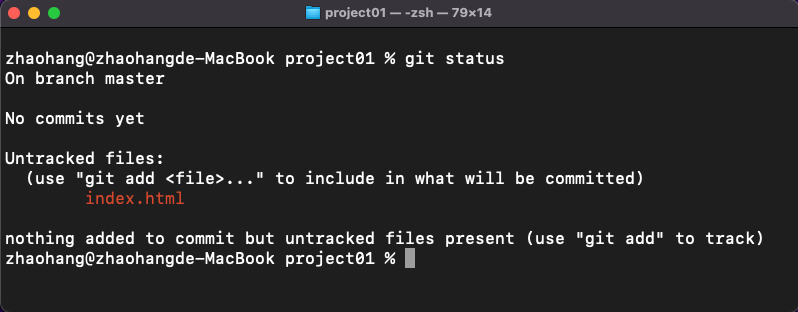 project01 — -zsh — 79×14
zhaohang@zhaohangde-MacBook project01 % git status
On branch master
No commits yet
Untracked files:
  (use "git add <file>..." to include in what will be committed)
        index.html
nothing added to commit but untracked files present (use "git add" to track)
zhaohang@zhaohangde-MacBook project01 %